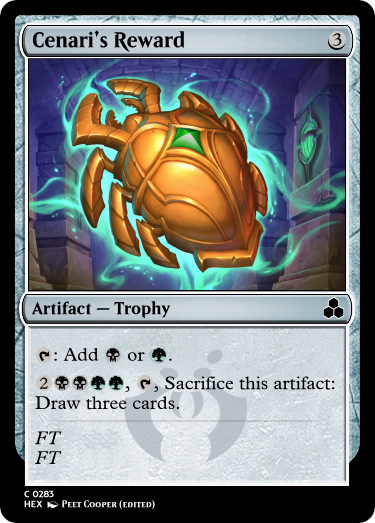 Cenari's Reward 3
Artifact — Trophy
: Add or .
2 , , Sacrifice this artifact:
Draw three cards.
FT
FT
C 0283
HEX Peet Cooper (edited)